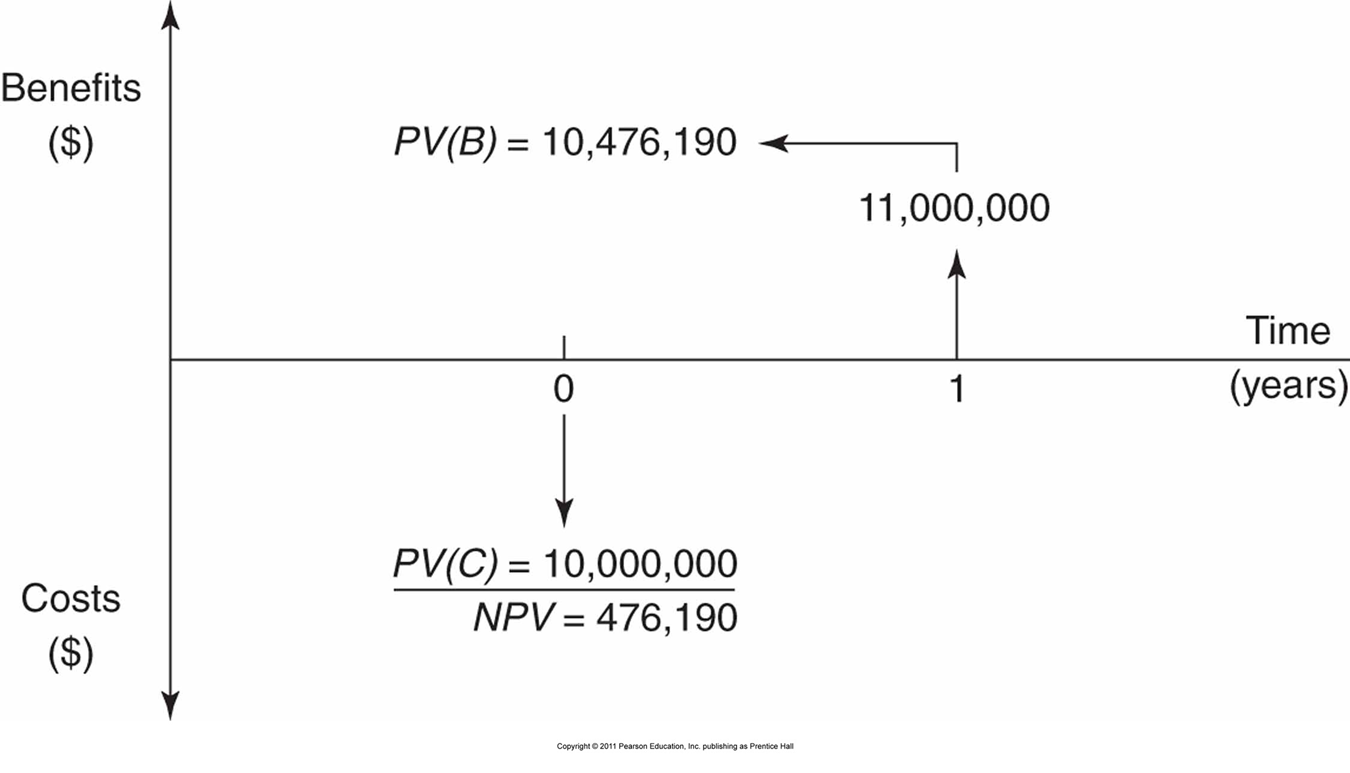 Benefits
($)
PV(B) = 10,476,190
11,000,000
Time
(years)
0
1
PV(C) = 10,000,000
NPV = 476,190
Costs
($)
Copyright © 2011 Pearson Education, Inc. publishing as Prentice Hall